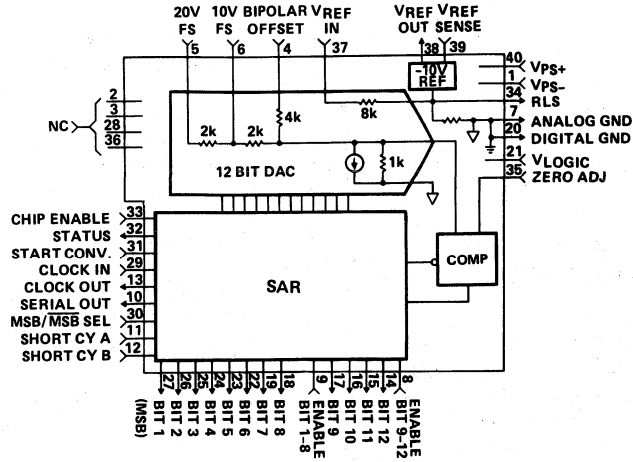 20V 10V BIPOLAR VREF
FS FS OFFSET IN
VREF VREF
OUT SENSE
5 6 4 37 38 39
-10V
REF
40 VPS+
1 VPS-
34 RLS
7 ANALOG GND
20 DIGITAL GND
21 VLOGIC
35 ZERO ADJ
2
3
NC
28
36
8k
4k
2k 2k
1k
12 BIT DAC
COMP
SAR
CHIP ENABLE 33
STATUS 32
START CONV. 31
CLOCK IN 29
CLOCK OUT 13
SERIAL OUT 10
MSB/MSB SEL 30
SHORT CY A 11
SHORT CY B 12
27 26 25 24 23 22 19 18 9 17 16 15 14 8
BIT 1
(MSB)
BIT 2
BIT 3
BIT 4
BIT 5
BIT 6
BIT 7
BIT 8
ENABLE
BIT 1-8
BIT 9
BIT 10
BIT 11
BIT 12
ENABLE
BIT 9-12